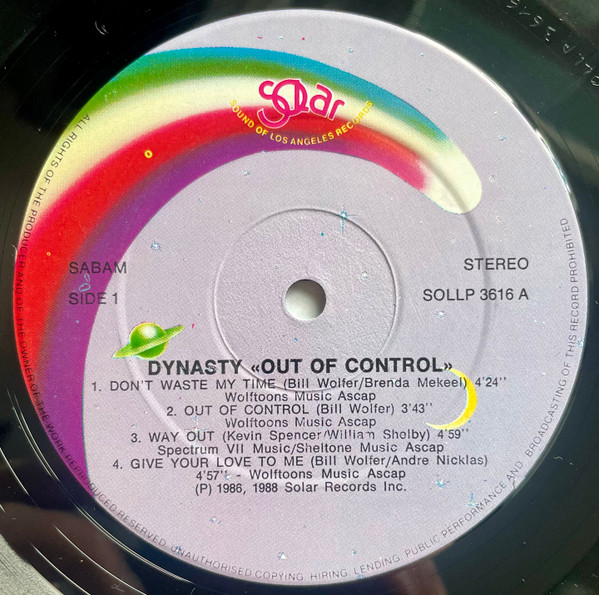 Solar
SOUND OF LOS ANGELES RECORDS
SABAM
SIDE 1
STEREO
SOLLP 3616 A
DYNASTY «OUT OF CONTROL»
1. DON'T WASTE MY TIME (Bill Wolfer/Brenda Mekeel) 4'24''
Wolftoons Music Ascap
2. OUT OF CONTROL (Bill Wolfer) 3'43''
Wolftoons Music Ascap
3. WAY OUT (Kevin Spencer/William Shelby) 4'59''
Spectrum VII Music/Sheltone Music Ascap
4. GIVE YOUR LOVE TO ME (Bill Wolfer/Andre Nicklas)
4'57'' - Wolftoons Music Ascap
(P) 1986, 1988 Solar Records Inc.
ALL RIGHTS OF THE PRODUCER AND OF THE OWNER OF THE WORK REPRODUCED RESERVED. UNAUTHORISED COPYING, HIRING, LENDING, PUBLIC PERFORMANCE AND BROADCASTING OF THIS RECORD PROHIBITED